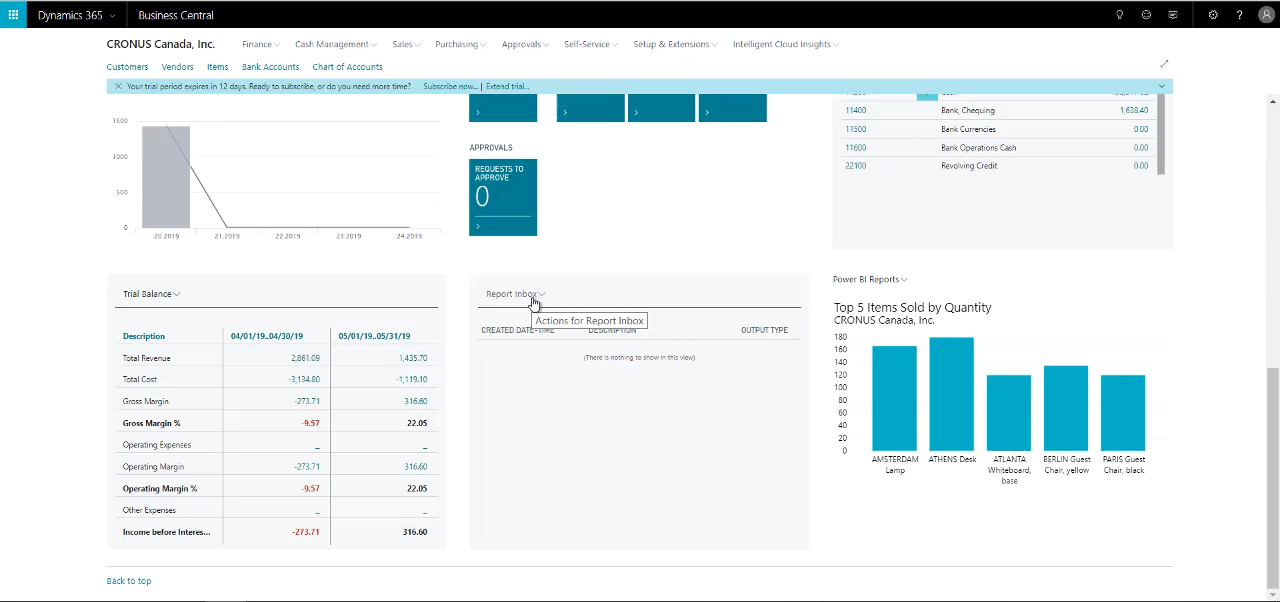 Dynamics 365 Business Central
CRONUS Canada, Inc. Finance Cash Management Sales Purchasing Approvals Self-Service Setup & Extensions Intelligent Cloud Insights
Customers Vendors Items Bank Accounts Chart of Accounts
Your trial period expires in 12 days. Ready to subscribe, or do you need more time? Subscribe now... | Extend trial...
1500
1000
500
0
20.2019 21.2019 22.2019 23.2019 24.2019
APPROVALS
REQUESTS TO
APPROVE
0
11400 Bank, Chequing 1,638.40
11500 Bank Currencies 0.00
11600 Bank Operations Cash 0.00
22100 Revolving Credit 0.00
Trial Balance
Description 04/01/19..04/30/19 05/01/19..05/31/19
Total Revenue 2,861.09 1,435.70
Total Cost -3,134.80 -1,119.10
Gross Margin -273.71 316.60
Gross Margin % -9.57 22.05
Operating Expenses _ _
Operating Margin -273.71 316.60
Operating Margin % -9.57 22.05
Other Expenses _ _
Income before Interes... -273.71 316.60
Report Inbox
Actions for Report Inbox
CREATED DATE-TIME DESCRIPTION OUTPUT TYPE
(There is nothing to show in this view)
Power BI Reports
Top 5 Items Sold by Quantity
CRONUS Canada, Inc.
180
160
140
120
100
80
60
40
20
0
AMSTERDAM Lamp
ATHENS Desk
ATLANTA Whiteboard, base
BERLIN Guest Chair, yellow
PARIS Guest Chair, black
Back to top